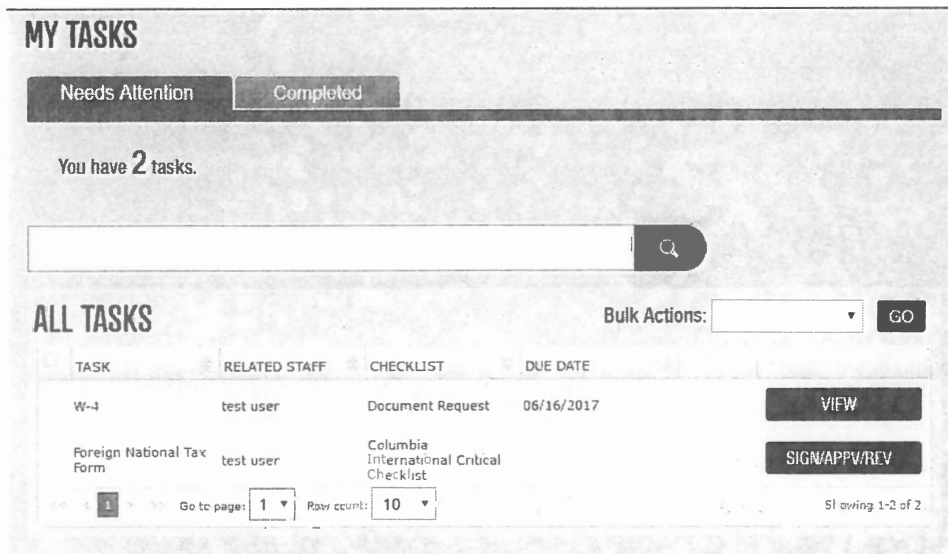 MY TASKS
Needs Attention Completed
You have 2 tasks.
ALL TASKS
Bulk Actions: GO
TASK RELATED STAFF CHECKLIST DUE DATE
W-4 test user Document Request 06/16/2017 VIEW
Foreign National Tax Form test user Columbia International Critical Checklist SIGN/APPV/REV
1 Go to page: 1 Row count: 10 Showing 1-2 of 2